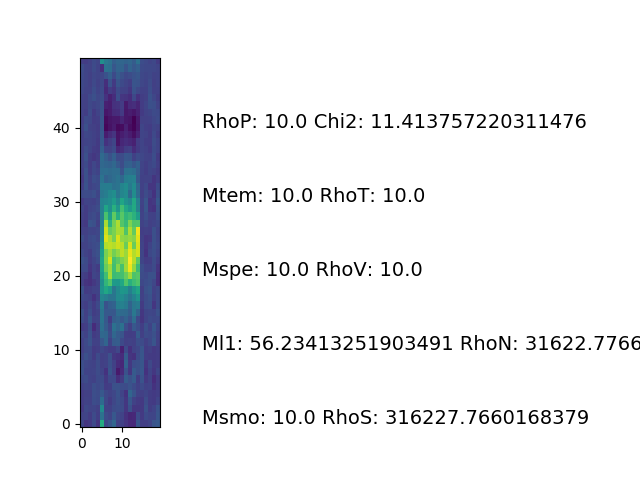 40
RhoP: 10.0 Chi2: 11.413757220311476
30
Mtem: 10.0 RhoT: 10.0
20
Mspe: 10.0 RhoV: 10.0
10
Ml1: 56.23413251903491 RhoN: 31622.7766
0
Msmo: 10.0 RhoS: 316227.7660168379
0 10